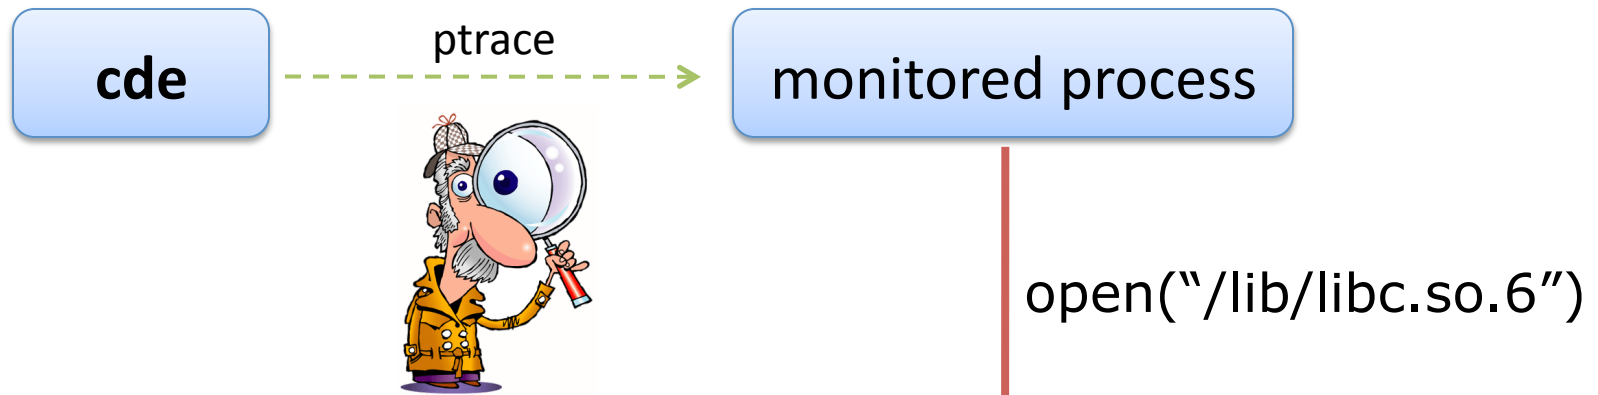 cde
ptrace
monitored process
open(“/lib/libc.so.6”)